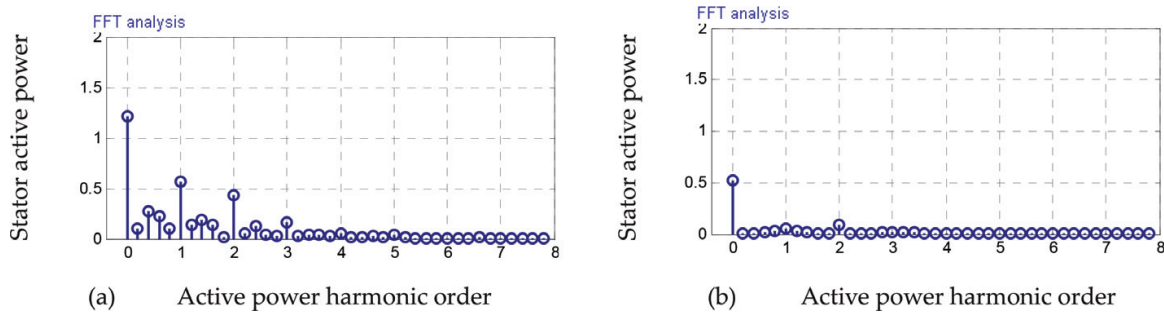 FFT analysis
2
1.5
1
0.5
0
0 1 2 3 4 5 6 7 8
Stator active power
(a) Active power harmonic order
FFT analysis
2
1.5
1
0.5
0
0 1 2 3 4 5 6 7 8
Stator active power
(b) Active power harmonic order